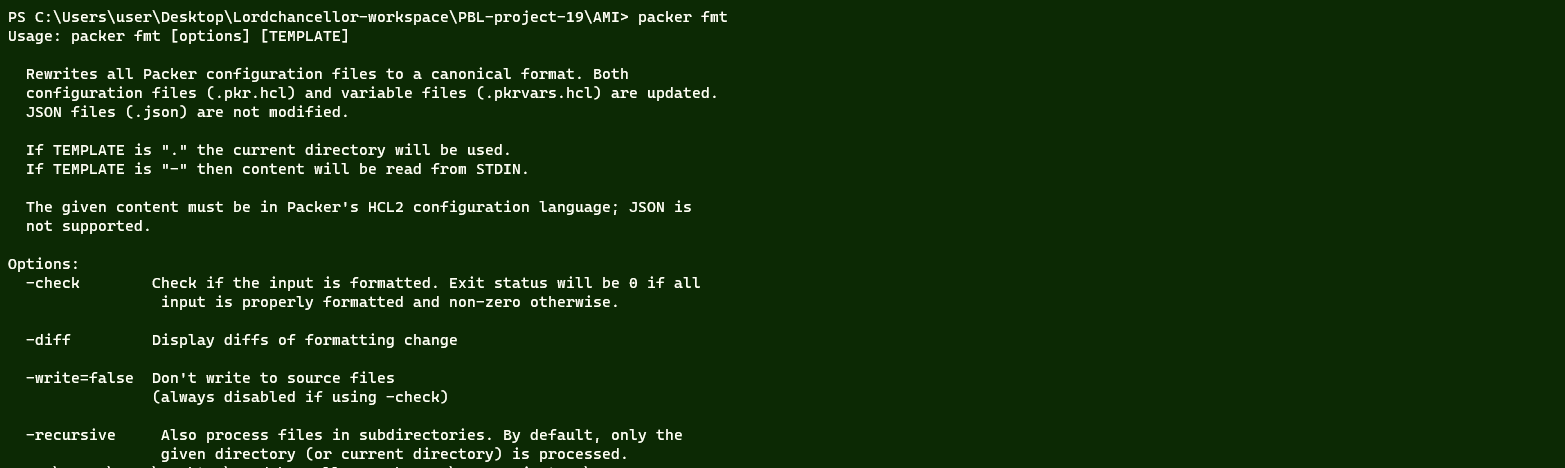 PS C:\Users\user\Desktop\Lordchancellor-workspace\PBL-project-19\AMI> packer fmt
Usage: packer fmt [options] [TEMPLATE]
Rewrites all Packer configuration files to a canonical format. Both
configuration files (.pkr.hcl) and variable files (.pkrvars.hcl) are updated.
JSON files (.json) are not modified.
If TEMPLATE is "." the current directory will be used.
If TEMPLATE is "-" then content will be read from STDIN.
The given content must be in Packer's HCL2 configuration language; JSON is
not supported.
Options:
-check Check if the input is formatted. Exit status will be 0 if all
input is properly formatted and non-zero otherwise.
-diff Display diffs of formatting change
-write=false Don't write to source files
(always disabled if using -check)
-recursive Also process files in subdirectories. By default, only the
given directory (or current directory) is processed.